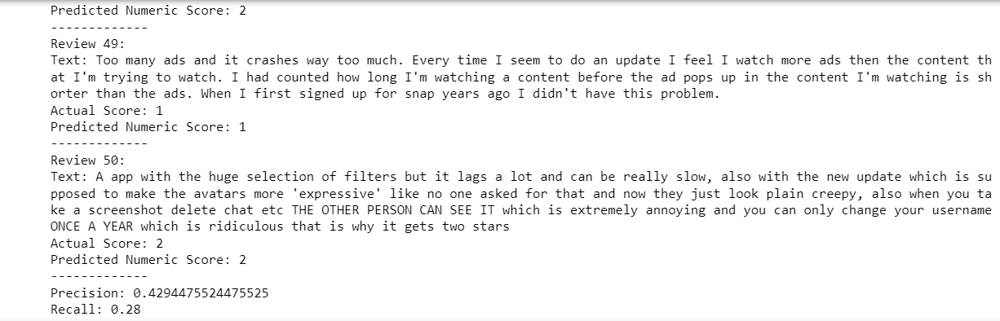 Predicted Numeric Score: 2
-------------
Review 49:
Text: Too many ads and it crashes way too much. Every time I seem to do an update I feel I watch more ads then the content th
at I'm trying to watch. I had counted how long I'm watching a content before the ad pops up in the content I'm watching is sh
orter than the ads. When I first signed up for snap years ago I didn't have this problem.
Actual Score: 1
Predicted Numeric Score: 1
-------------
Review 50:
Text: A app with the huge selection of filters but it lags a lot and can be really slow, also with the new update which is su
pposed to make the avatars more 'expressive' like no one asked for that and now they just look plain creepy, also when you ta
ke a screenshot delete chat etc THE OTHER PERSON CAN SEE IT which is extremely annoying and you can only change your username
ONCE A YEAR which is ridiculous that is why it gets two stars
Actual Score: 2
Predicted Numeric Score: 2
-------------
Precision: 0.4294475524475525
Recall: 0.28